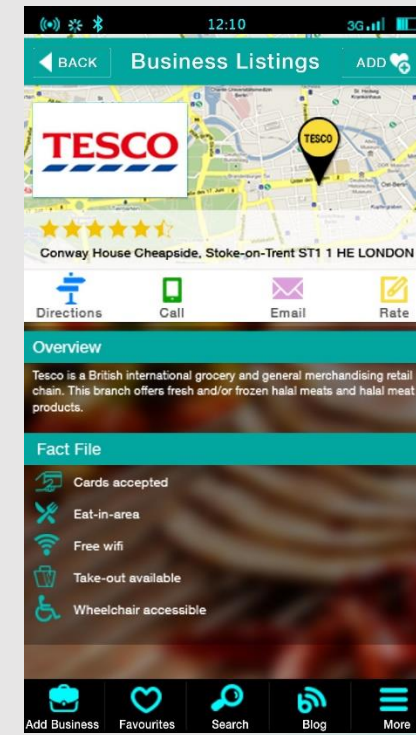 12:10
3G
BACK
Business Listings
ADD
TESCO
TESCO
Conway House Cheapside, Stoke-on-Trent ST1 1 HE LONDON
Directions
Call
Email
Rate
Overview
Tesco is a British international grocery and general merchandising retail
chain. This branch offers fresh and/or frozen halal meats and halal meat
products.
Fact File
Cards accepted
Eat-in-area
Free wifi
Take-out available
Wheelchair accessible
Add Business
Favourites
Search
Blog
More